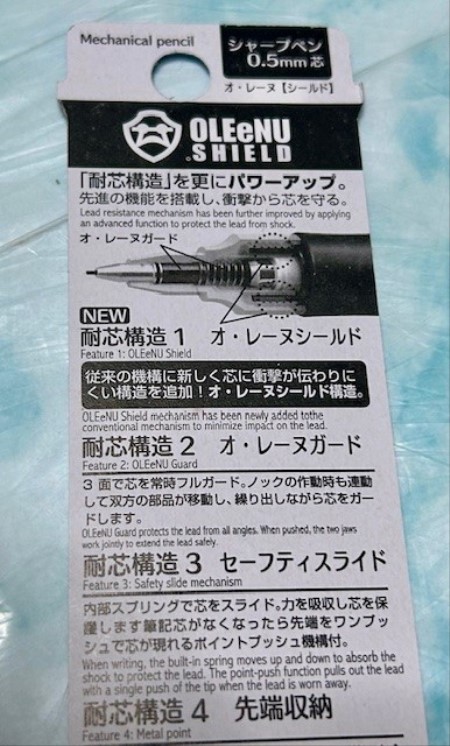 Mechanical pencil
シャープペン
0.5mm 芯
オ・レーヌ【シールド】
OLEeNU
SHIELD
「耐芯構造」を更にパワーアップ。
先進の機能を搭載し、衝撃から芯を守る。
Lead resistance mechanism has been further improved by applying
an advanced function to protect the lead from shock.
オ・レーヌガード
NEW
耐芯構造 1 オ・レーヌシールド
Feature 1: OLEeNU Shield
従来の機構に新しく芯に衝撃が伝わりに
くい構造を追加！オ・レーヌシールド構造。
OLEeNU Shield mechanism has been newly added tothe
conventional mechanism to minimize impact on the lead.
耐芯構造 2 オ・レーヌガード
Feature 2: OLEeNU Guard
3 面で芯を常時フルガード。ノックの作動時も連動
して双方の部品が移動し、繰り出しながら芯をガー
ドします。
OLEeNU Guard protects the lead from all angles. When pushed, the two jaws
work jointly to extend the lead safely.
耐芯構造 3 セーフティスライド
Feature 3: Safety slide mechanism
内部スプリングで芯をスライド。力を吸収し芯を保
護します筆記芯がなくなったら先端をワンプッ
シュで芯が現れるポイントプッシュ機構付。
When writing, the built-in spring moves up and down to absorb the
shock to protect the lead. The point-push function pulls out the lead
with a single push of the tip when the lead is worn away.
耐芯構造 4 先端収納
Feature 4: Metal point